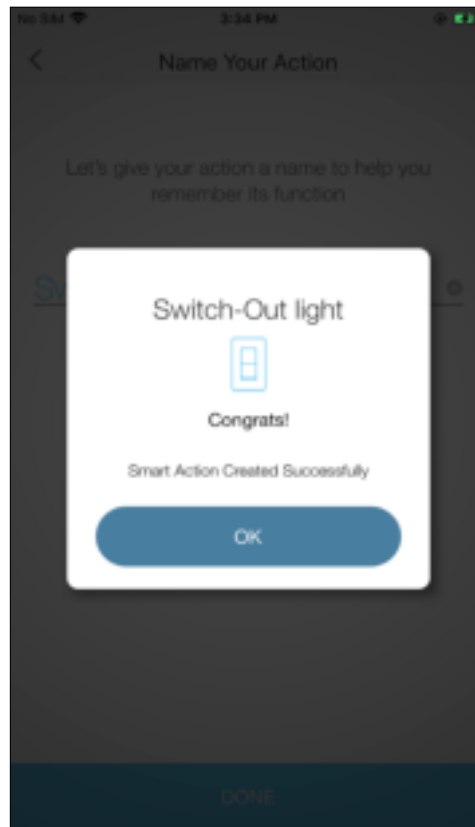 No SIM 3:34 PM
Name Your Action
Let's give your action a name to help you
remember its function
Sw
Switch-Out light
Congrats!
Smart Action Created Successfully
OK
DONE